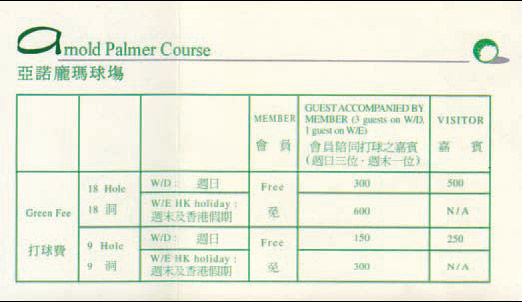 Arnold Palmer Course
亞諾龐瑪球場
MEMBER
會 員
GUEST ACCOMPANIED BY
MEMBER (3 guests on W/D,
1 guest on W/E)
會員陪同打球之嘉賓
(週日三位,週末一位)
VISITOR
嘉 賓
Green Fee
打球費
18 Hole
18 洞
W/D : 週日
Free
免
300
500
W/E HK holiday :
週末及香港假期
600
N/A
9 Hole
9 洞
W/D : 週日
Free
免
150
250
W/E HK holiday :
週末及香港假期
300
N/A